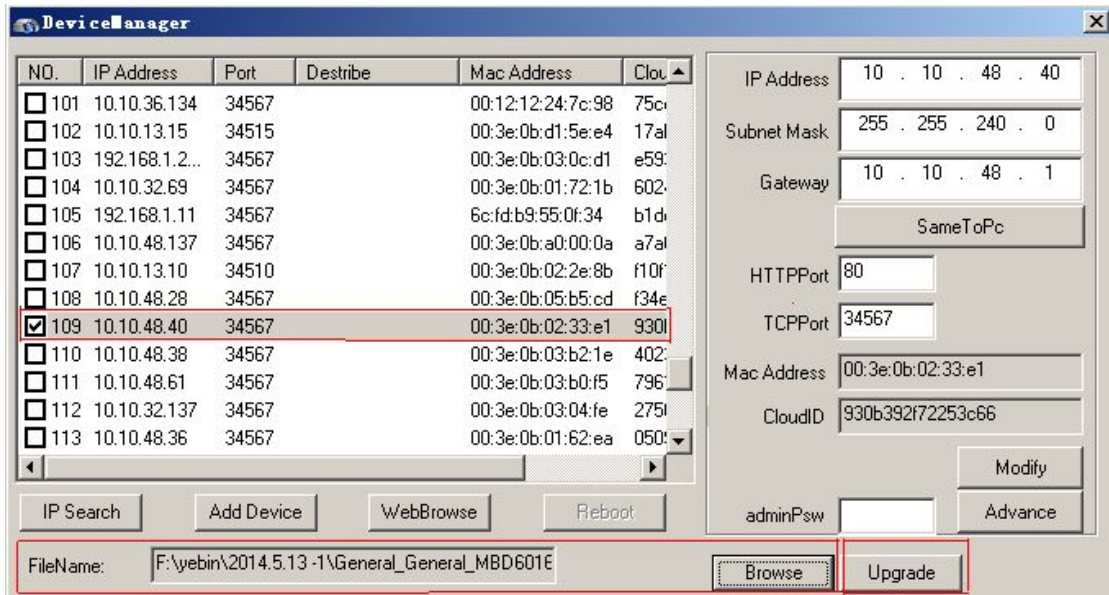 DeviceManager
NO. IP Address Port Destribe Mac Address Clou
101 10.10.36.134 34567 00:12:12:24:7c:98 75c
102 10.10.13.15 34515 00:3e:0b:d1:5e:e4 17a
103 192.168.1.2... 34567 00:3e:0b:03:0c:d1 e59
104 10.10.32.69 34567 00:3e:0b:01:72:1b 602
105 192.168.1.11 34567 6c:fd:b9:55:0f:34 b1d
106 10.10.48.137 34567 00:3e:0b:a0:00:0a a7a
107 10.10.13.10 34510 00:3e:0b:02:2e:8b f10f
108 10.10.48.28 34567 00:3e:0b:05:b5:cd f34e
109 10.10.48.40 34567 00:3e:0b:02:33:e1 930
110 10.10.48.38 34567 00:3e:0b:03:b2:1e 402
111 10.10.48.61 34567 00:3e:0b:03:b0:f5 796
112 10.10.32.137 34567 00:3e:0b:03:04:fe 275
113 10.10.48.36 34567 00:3e:0b:01:62:ea 050
IP Search Add Device WebBrowse Reboot
IP Address 10 . 10 . 48 . 40
Subnet Mask 255 . 255 . 240 . 0
Gateway 10 . 10 . 48 . 1
SameToPc
HTTPPort 80
TCPPort 34567
Mac Address 00:3e:0b:02:33:e1
CloudID 930b392f72253c66
Modify
adminPsw Advance
FileName: F:\yebin\2014.5.13 -1\General_General_MBD6016 Browse Upgrade